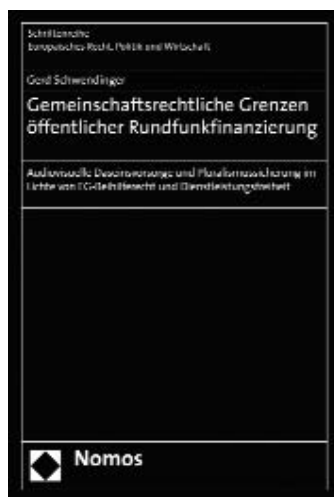 Schriftenreihe
Europäisches Recht, Politik und Wirtschaft
Gerd Schwendinger
Gemeinschaftsrechtliche Grenzen
öffentlicher Rundfunkfinanzierung
Audiovisuelle Daseinsvorsorge und Pluralismussicherung im
Lichte von EG-Beihilferecht und Dienstleistungsfreiheit
Nomos